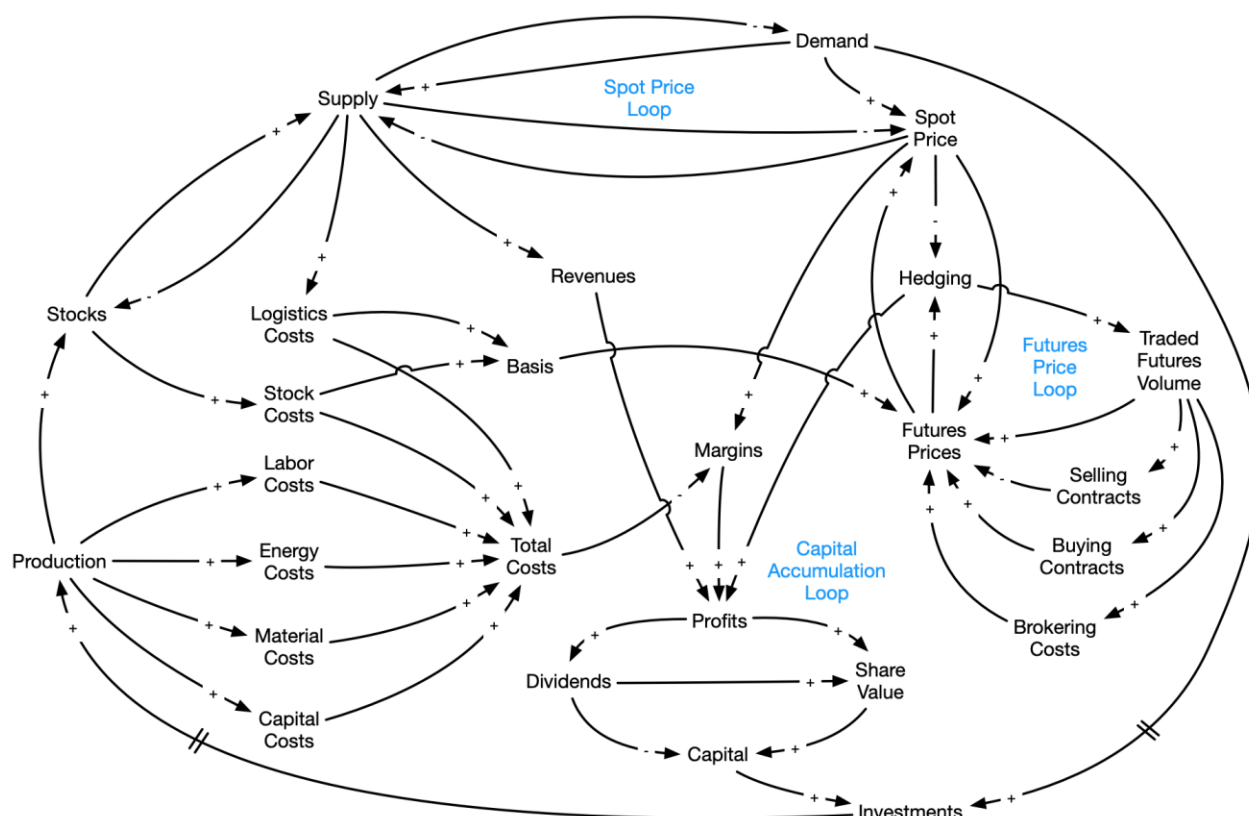 Demand
Supply
Spot Price
Loop
Spot
Price
Revenues
Hedging
Stocks
Logistics
Costs
Basis
Futures
Price
Loop
Traded
Futures
Volume
Stock
Costs
Futures
Prices
Margins
Labor
Costs
Selling
Contracts
Production
Energy
Costs
Total
Costs
Capital
Accumulation
Loop
Buying
Contracts
Profits
Material
Costs
Brokering
Costs
Dividends
Share
Value
Capital
Costs
Capital
Investments